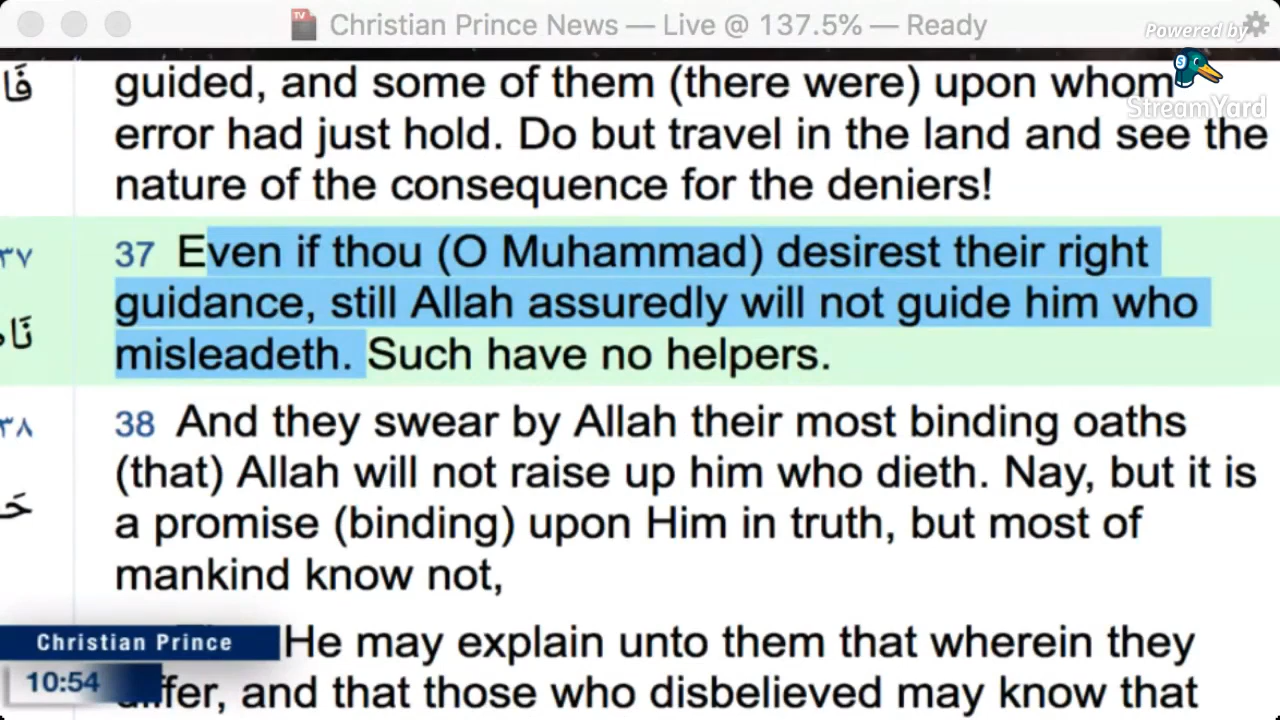 Christian Prince News — Live @ 137.5% — Ready
Powered by
StreamYard
guided, and some of them (there were) upon whom
error had just hold. Do but travel in the land and see the
nature of the consequence for the deniers!
٣٧
37 Even if thou (O Muhammad) desirest their right
guidance, still Allah assuredly will not guide him who
misleadeth. Such have no helpers.
٣٨
38 And they swear by Allah their most binding oaths
(that) Allah will not raise up him who dieth. Nay, but it is
a promise (binding) upon Him in truth, but most of
mankind know not,
He may explain unto them that wherein they
differ, and that those who disbelieved may know that
Christian Prince
10:54